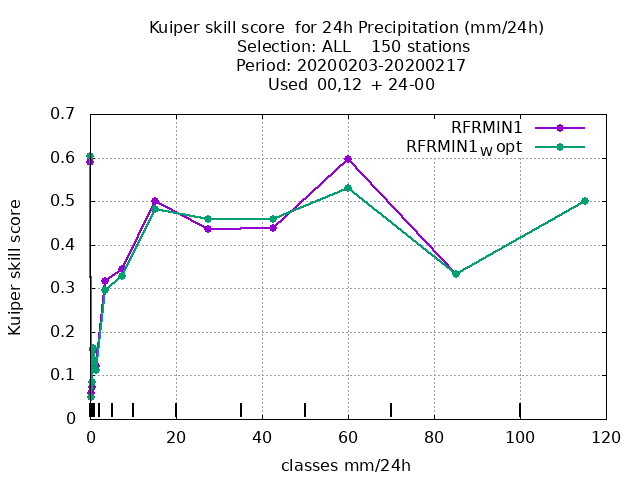 Kuiper skill score  for 24h Precipitation (mm/24h)
Selection: ALL    150 stations
Period: 20200203-20200217
Used  00,12  + 24-00
RFRMIN1
RFRMIN1W opt
Kuiper skill score
0.7
0.6
0.5
0.4
0.3
0.2
0.1
0
0 20 40 60 80 100 120
classes mm/24h